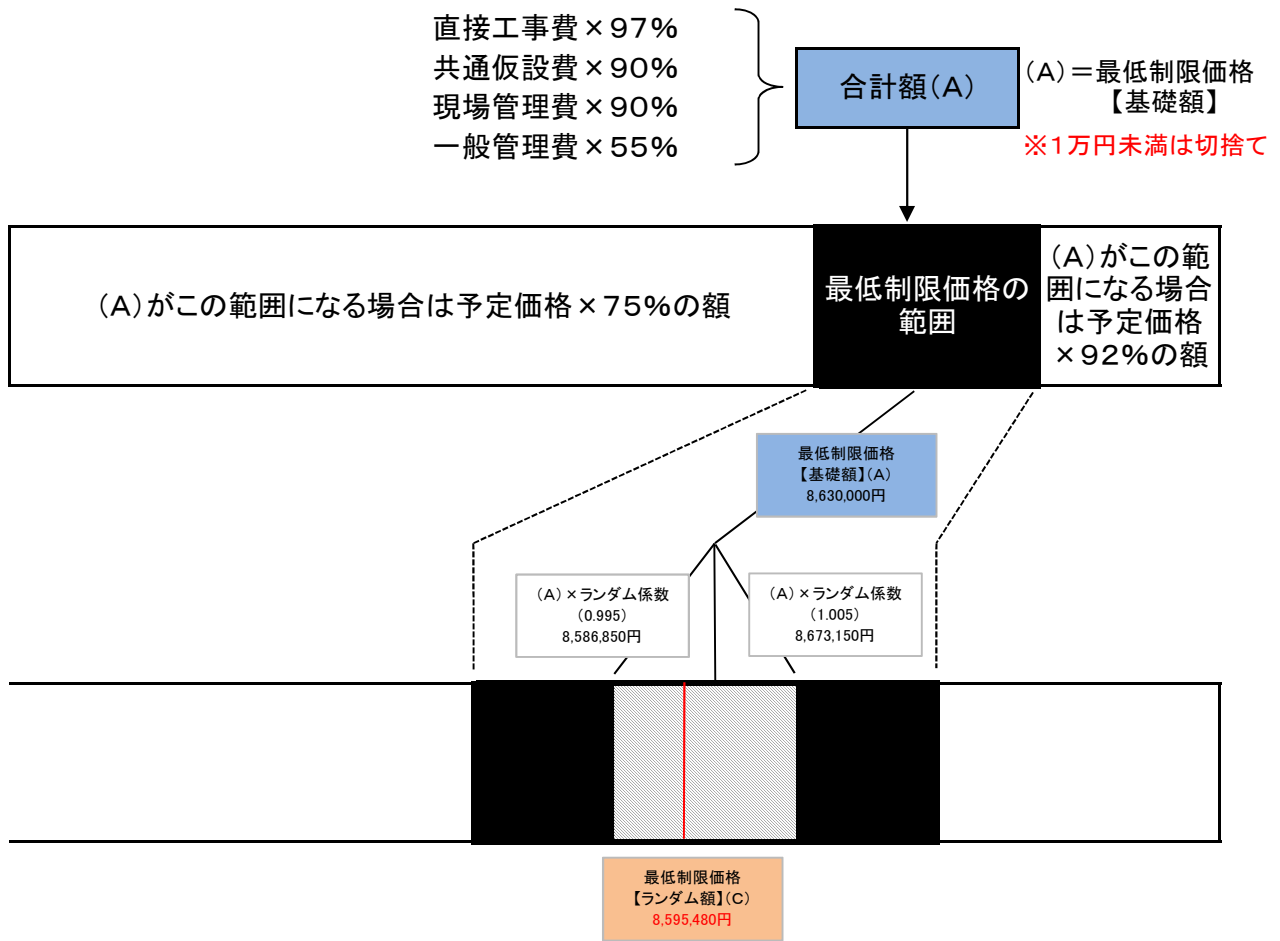 直接工事費×97%
共通仮設費×90%
現場管理費×90%
一般管理費×55%
合計額(A)
(A)=最低制限価格
【基礎額】
※1万円未満は切捨て
(A)がこの範囲になる場合は予定価格×75%の額
最低制限価格の
範囲
(A)がこの範
囲になる場合
は予定価格
×92%の額
最低制限価格
【基礎額】(A)
8,630,000円
(A)×ランダム係数
(0.995)
8,586,850円
(A)×ランダム係数
(1.005)
8,673,150円
最低制限価格
【ランダム額】(C)
8,595,480円